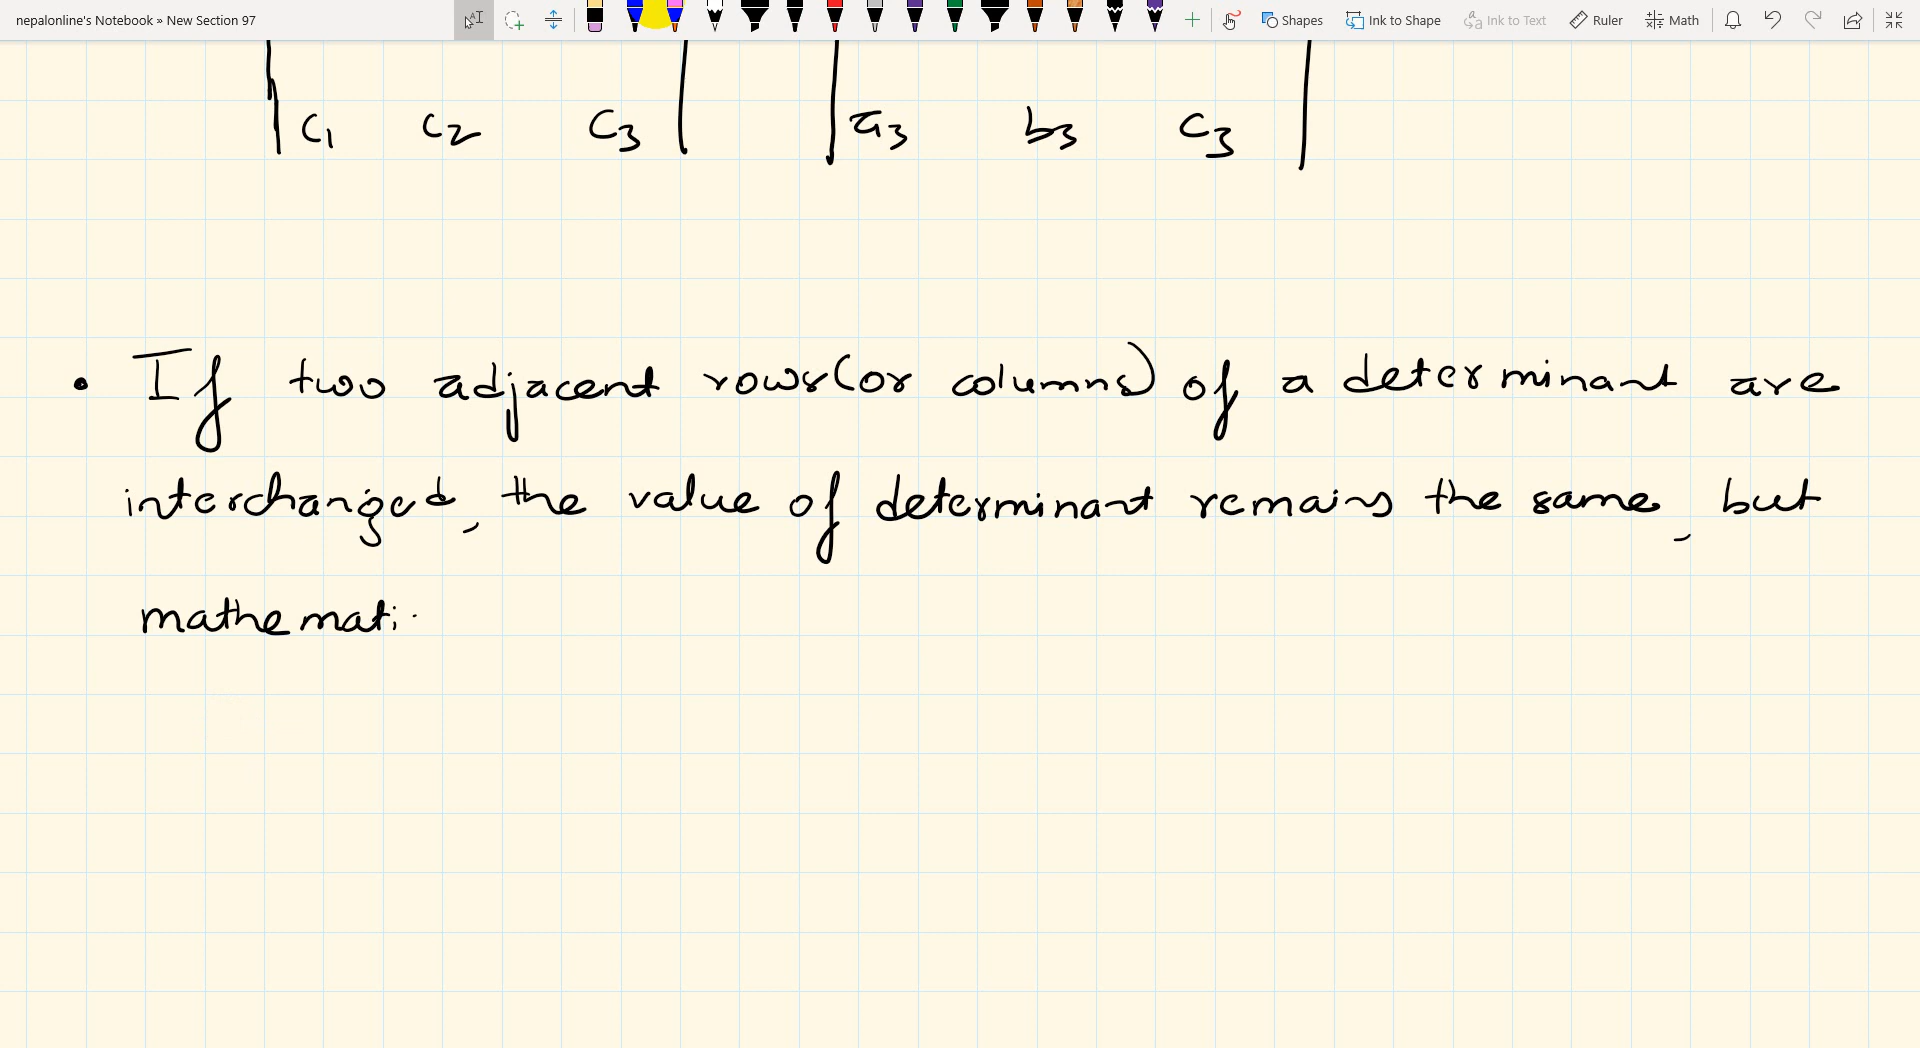 nepalonline's Notebook » New Section 97
Shapes Ink to Shape Ink to Text Ruler Math
c1 c2 c3 a3 b3 c3
• If two adjacent rows(or columns) of a determinant are
interchanged, the value of determinant remains the same, but
mathemati